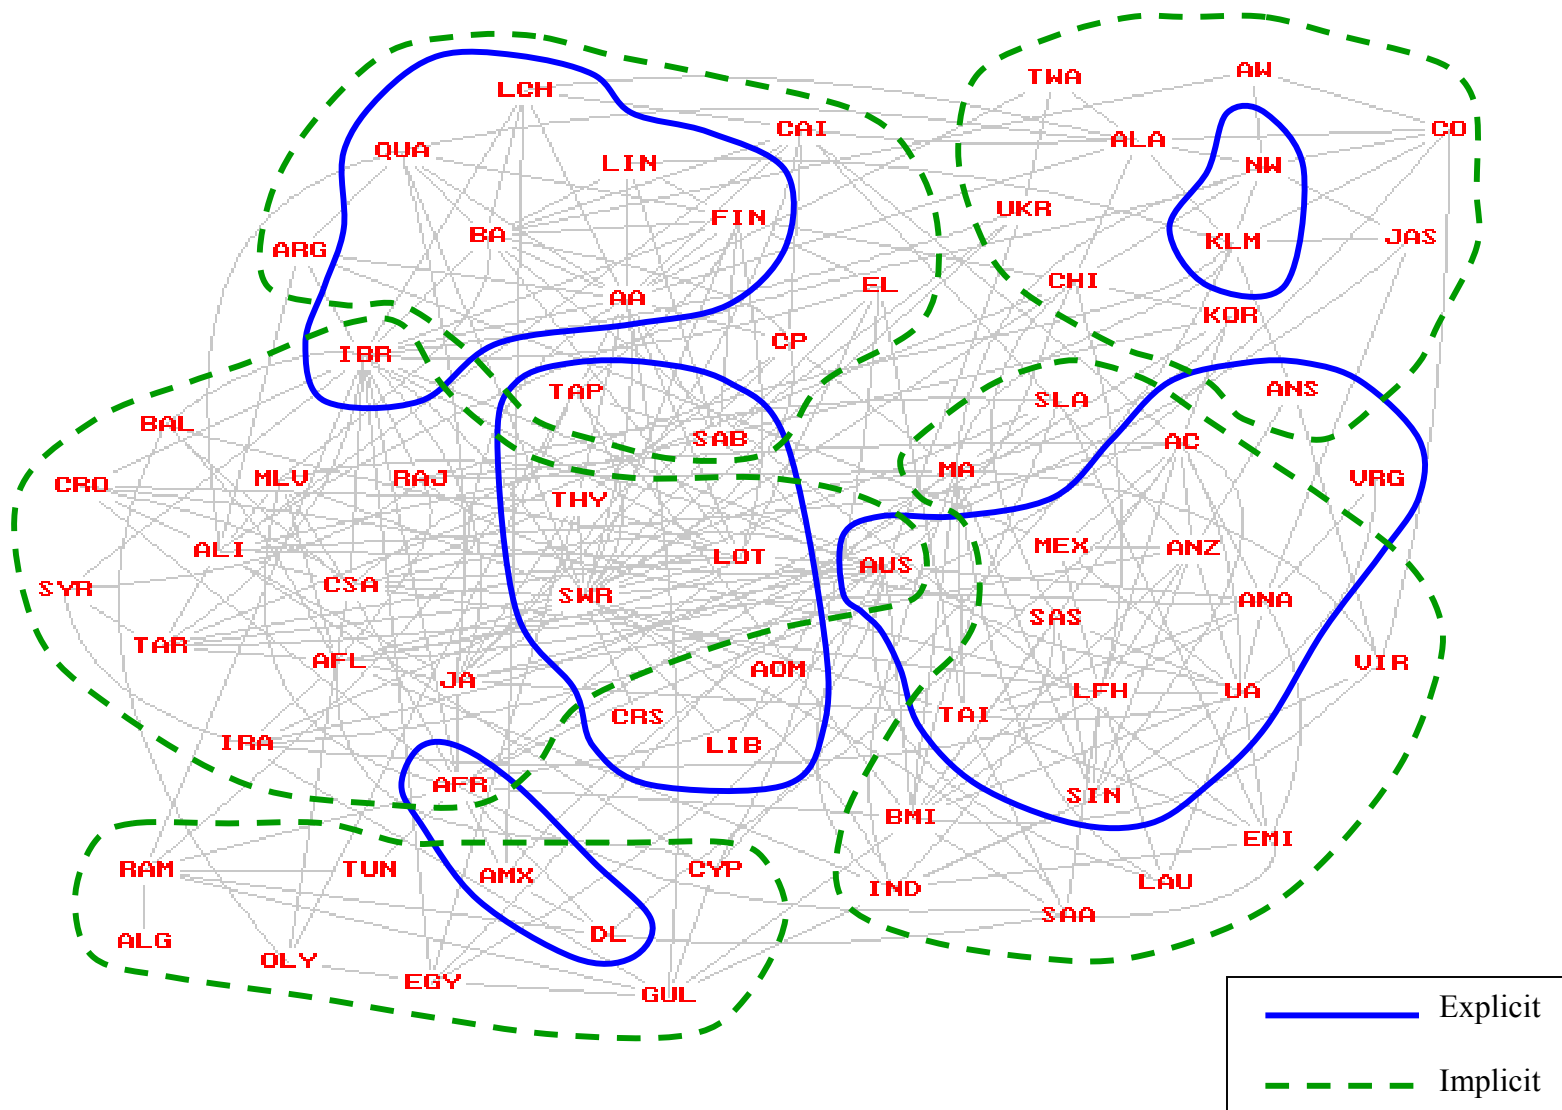 TWA
AW
LCH
CAI
CO
ALA
QUA
LIN
NW
UKR
FIN
BA
KLM
JAS
ARG
CHI
EL
AA
KOR
CP
IBR
TAP
ANS
SLA
BAL
SAB
AC
MA
CRO
MLV
RAJ
VRG
THY
ALI
MEX
ANZ
LOT
AUS
SYR
CSA
SWR
ANA
SAS
TAR
AFL
AOM
VIR
JA
LFH
UA
CRS
TAI
IRA
LIB
AFR
SIN
BMI
EMI
RAM
TUN
AMX
CYP
IND
LAU
SAA
ALG
DL
OLY
EGY
GUL
Explicit
Implicit